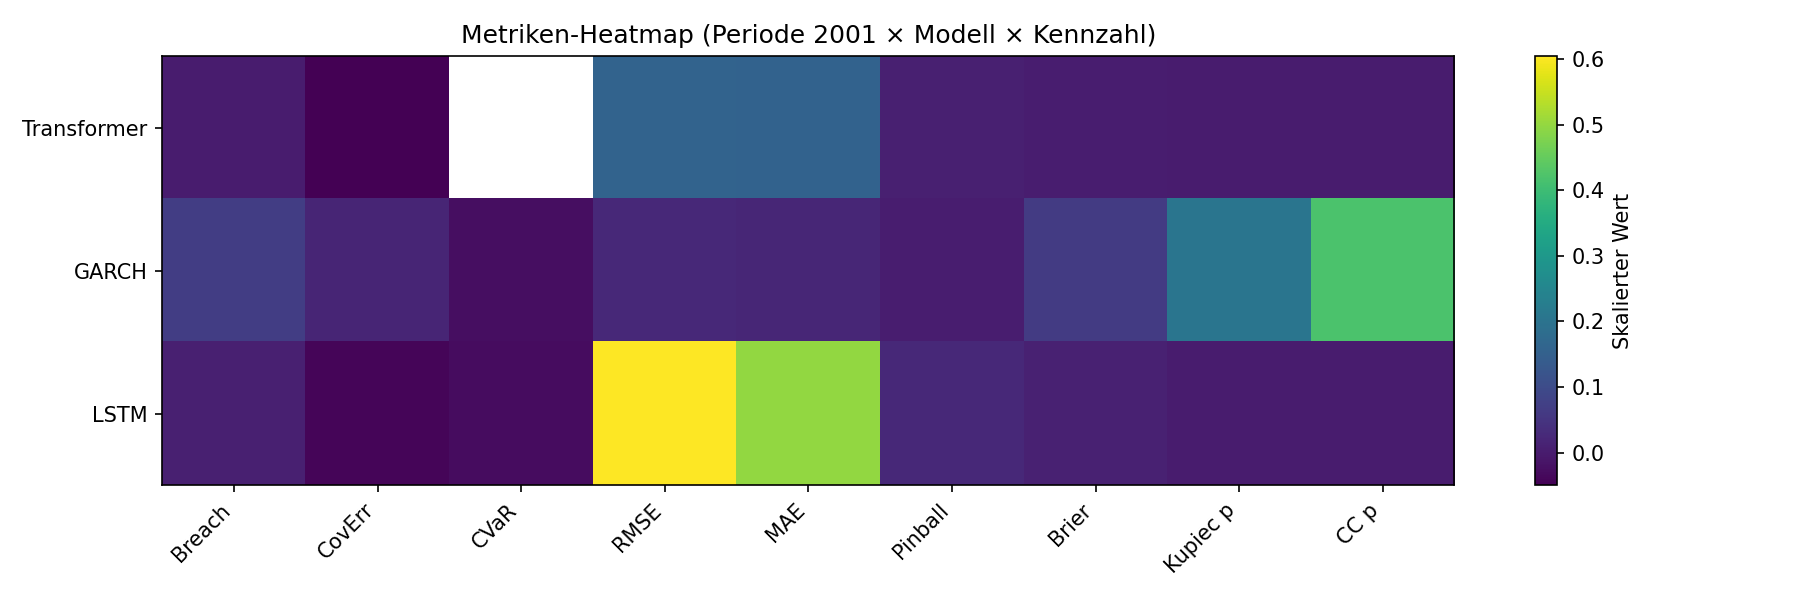 Metriken-Heatmap (Periode 2001 × Modell × Kennzahl)
Transformer
GARCH
LSTM
Breach
CovErr
CVaR
RMSE
MAE
Pinball
Brier
Kupiec p
CC p
0.6
0.5
0.4
0.3
0.2
0.1
0.0
Skalierter Wert